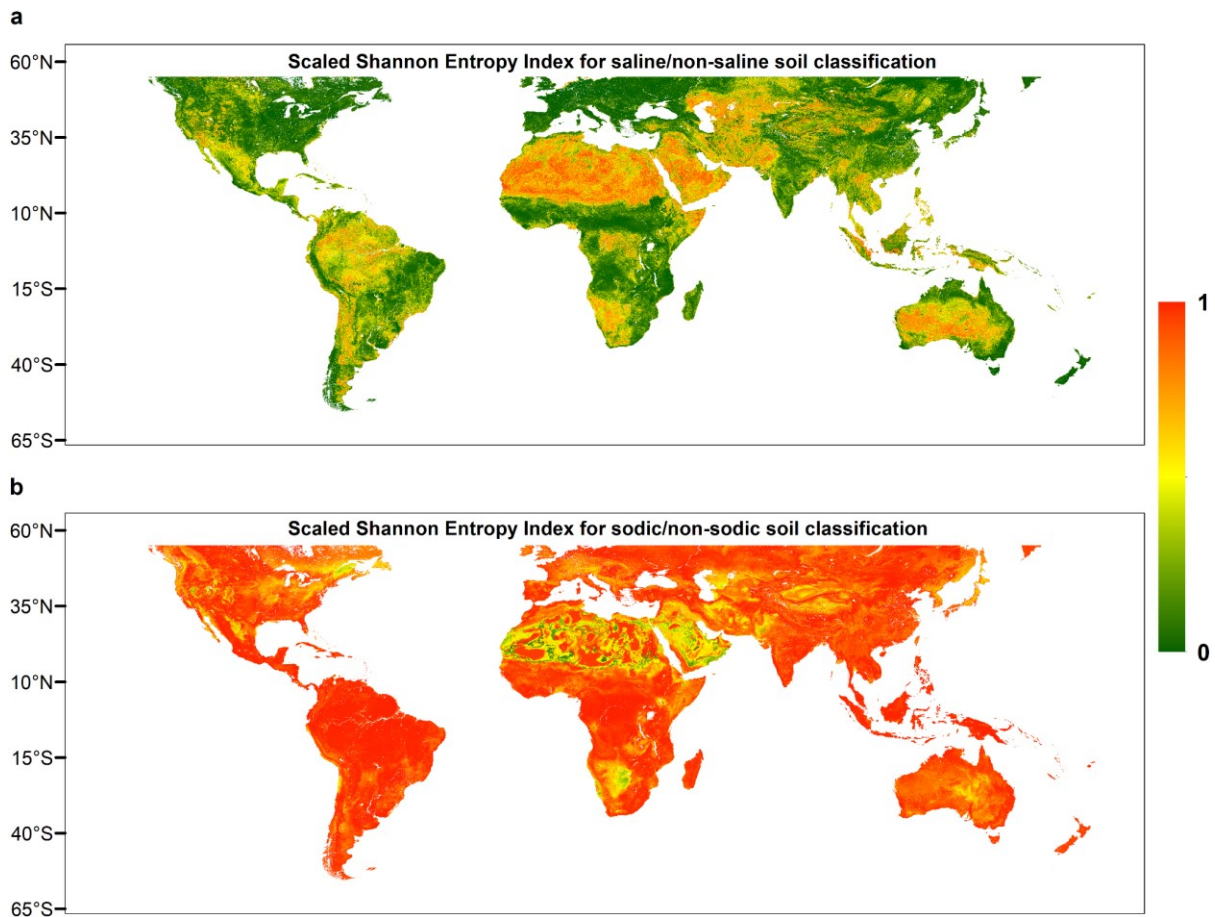 a
Scaled Shannon Entropy Index for saline/non-saline soil classification
60°N
35°N
10°N
15°S
40°S
65°S
1
0
b
Scaled Shannon Entropy Index for sodic/non-sodic soil classification
60°N
35°N
10°N
15°S
40°S
65°S